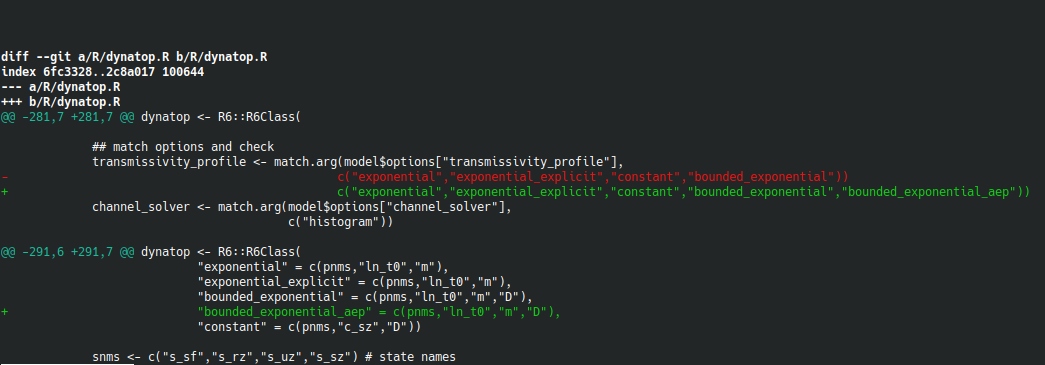 diff --git a/R/dynatop.R b/R/dynatop.R
index 6fc3328..2c8a017 100644
--- a/R/dynatop.R
+++ b/R/dynatop.R
@@ -281,7 +281,7 @@ dynatop <- R6::R6Class(
## match options and check
transmissivity_profile <- match.arg(model$options["transmissivity_profile"],
- c("exponential","exponential_explicit","constant","bounded_exponential"))
+ c("exponential","exponential_explicit","constant","bounded_exponential","bounded_exponential_aep"))
channel_solver <- match.arg(model$options["channel_solver"],
c("histogram"))
@@ -291,6 +291,7 @@ dynatop <- R6::R6Class(
"exponential" = c(pnms,"ln_t0","m"),
"exponential_explicit" = c(pnms,"ln_t0","m"),
"bounded_exponential" = c(pnms,"ln_t0","m","D"),
+ "bounded_exponential_aep" = c(pnms,"ln_t0","m","D"),
"constant" = c(pnms,"c_sz","D"))
snms <- c("s_sf","s_rz","s_uz","s_sz") # state names